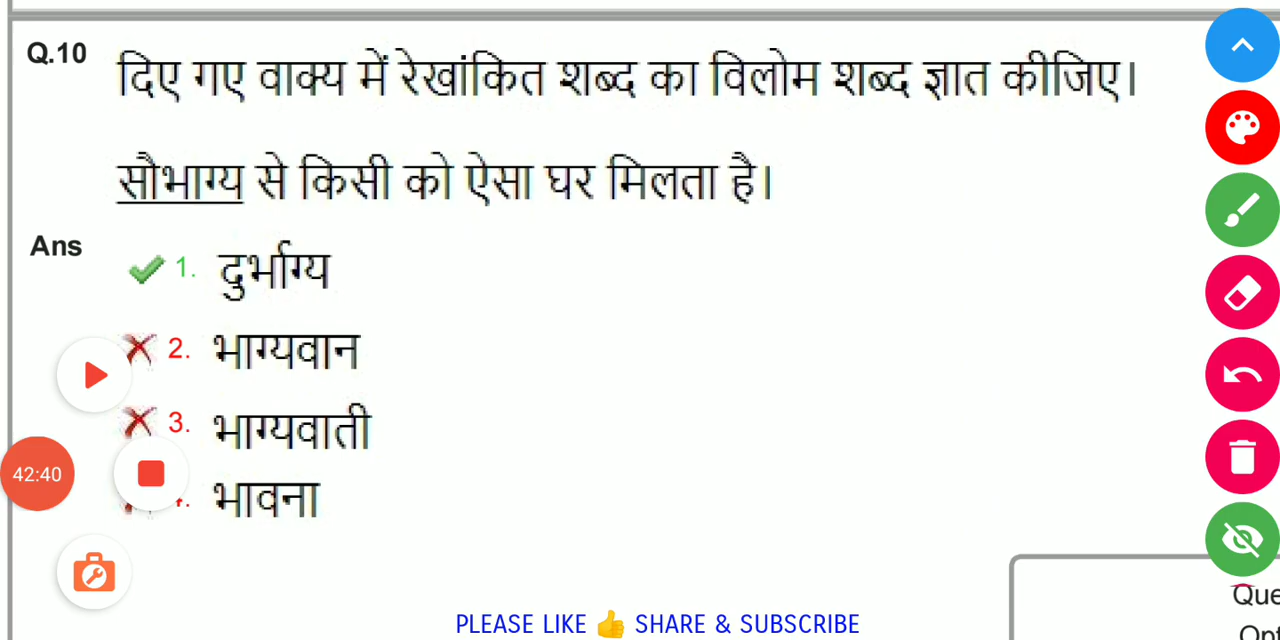 Q.10 दिए गए वाक्य में रेखांकित शब्द का विलोम शब्द ज्ञात कीजिए।
सौभाग्य से किसी को ऐसा घर मिलता है।
Ans
1. दुर्भाग्य
2. भाग्यवान
3. भाग्यवाती
42:40
भावना
PLEASE LIKE 👍 SHARE & SUBSCRIBE